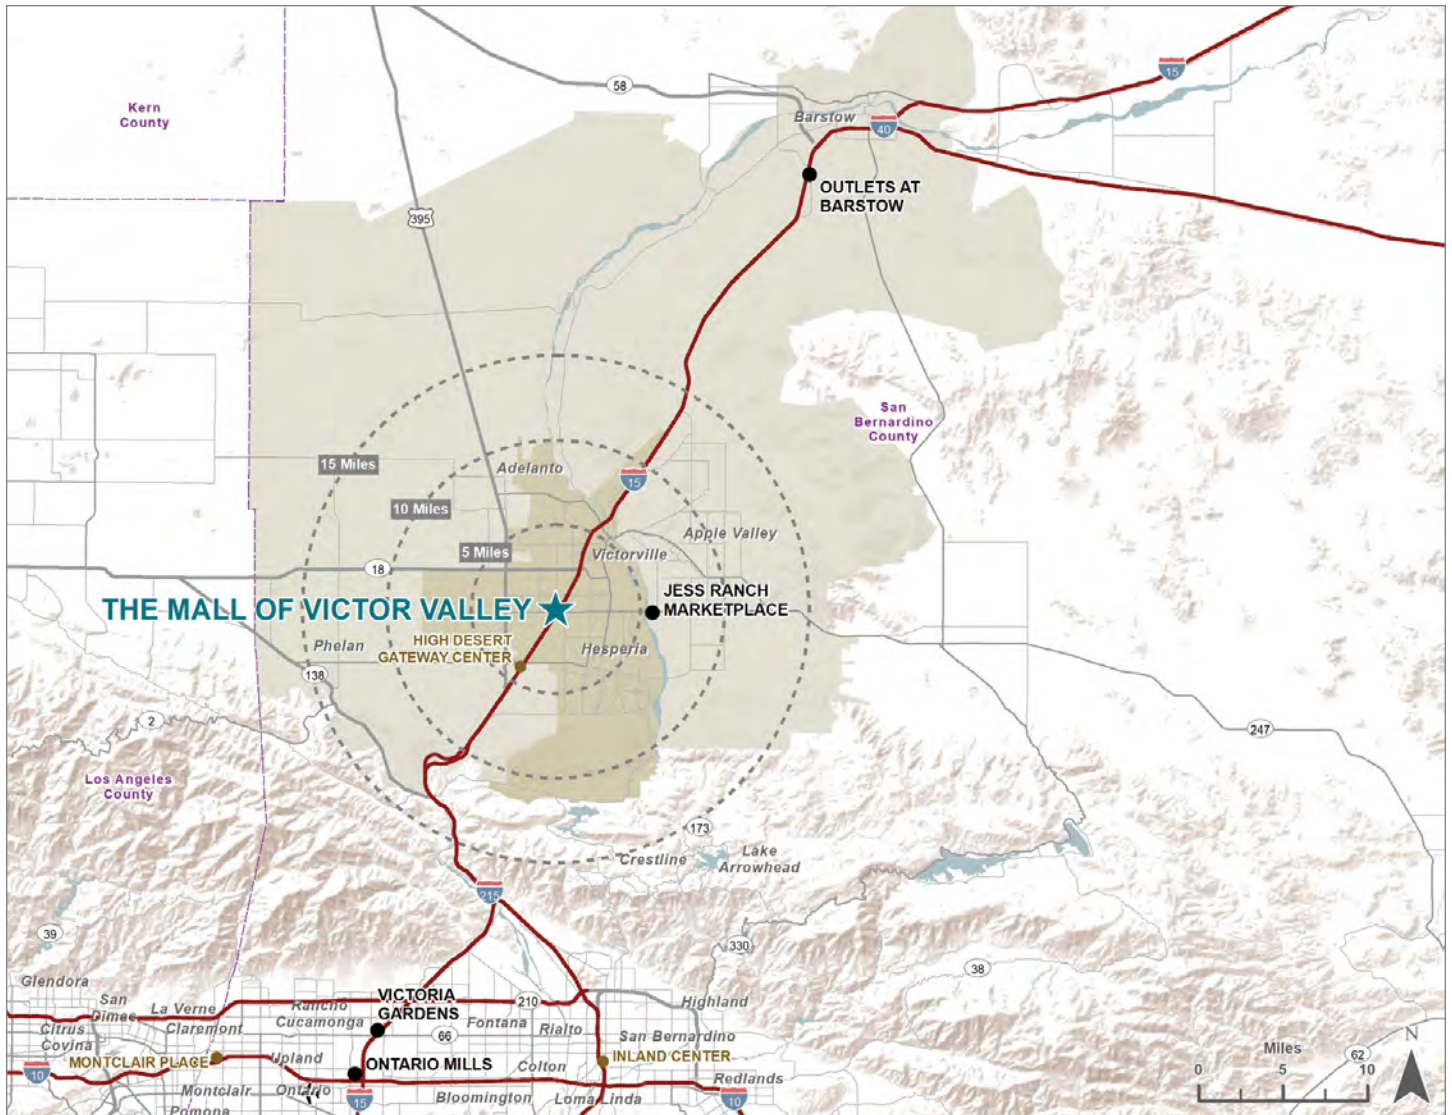 58
15
Kern
County
Barstow
40
OUTLETS AT
BARSTOW
395
San
Bernardino
County
15 Miles
Adelanto
15
10 Miles
Apple Valley
5 Miles
Victorville
18
JESS RANCH
MARKETPLACE
THE MALL OF VICTOR VALLEY
HIGH DESERT
GATEWAY CENTER
Phelan
Hesperia
138
2
247
Los Angeles
County
173
Crestline
Lake
Arrowhead
215
39
330
38
Glendora
San
Dimee
La Verne
Rancho
Cucamonga
VICTORIA
GARDENS
210
Highland
Citrus
Covina
Claremont
66
Fontana
Rialto
San Bernardino
MONTCLAIR PLACE
Upland
ONTARIO MILLS
Colton
INLAND CENTER
10
Montclair
Ontario
15
Bloomington
Loma Linda
Redlands
10
Pomona
Miles
62
0 5 10
N